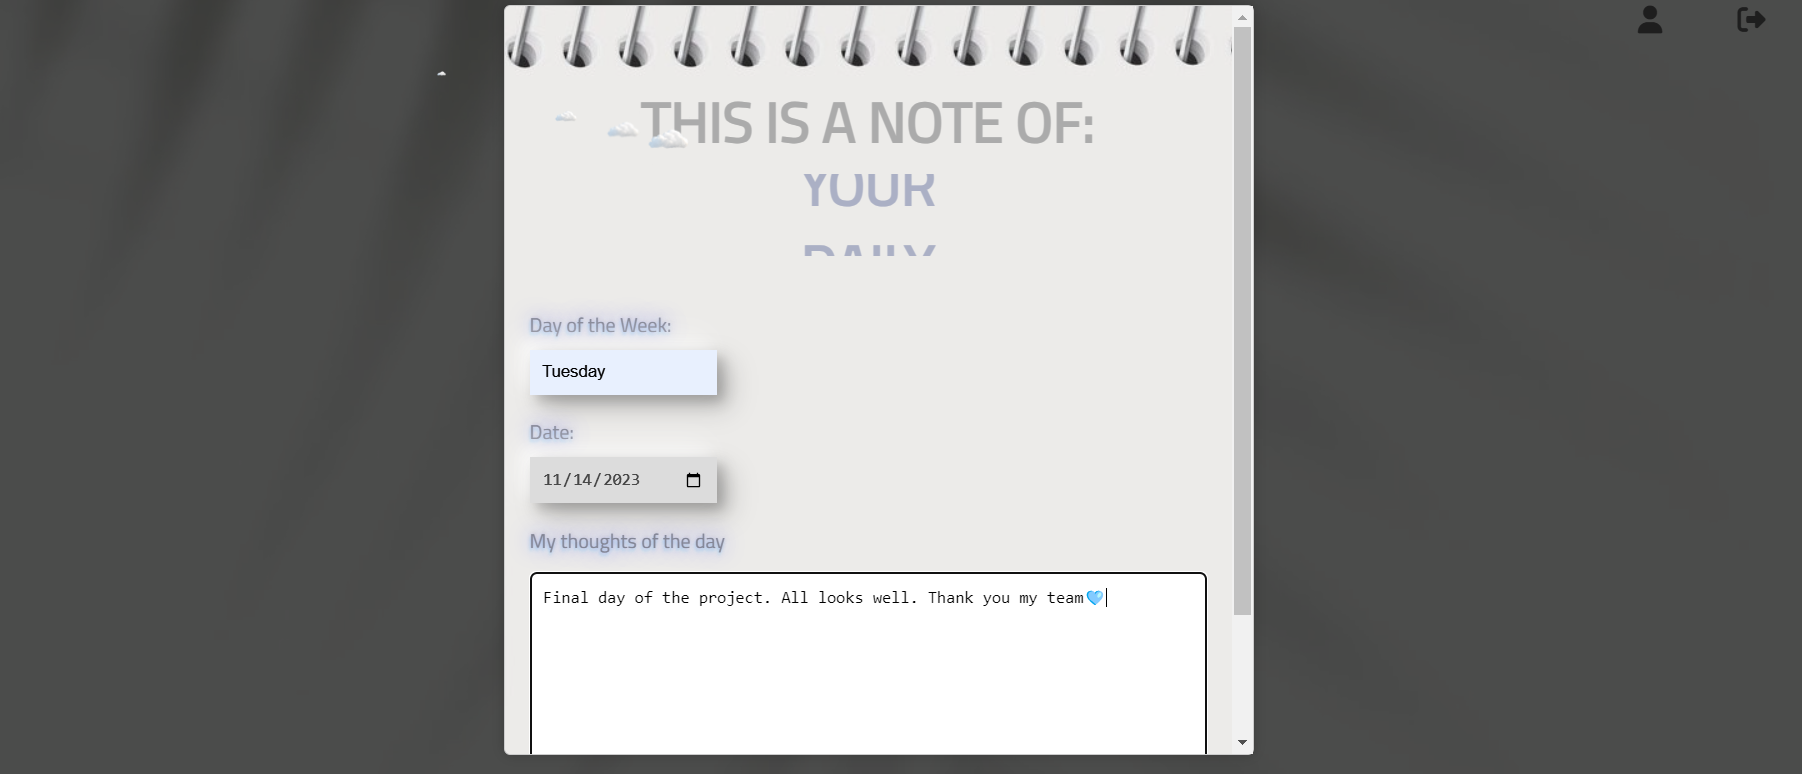 THIS IS A NOTE OF:
YOUR
DAILY
Day of the Week:
Tuesday
Date:
11/14/2023
My thoughts of the day
Final day of the project. All looks well. Thank you my team🩵